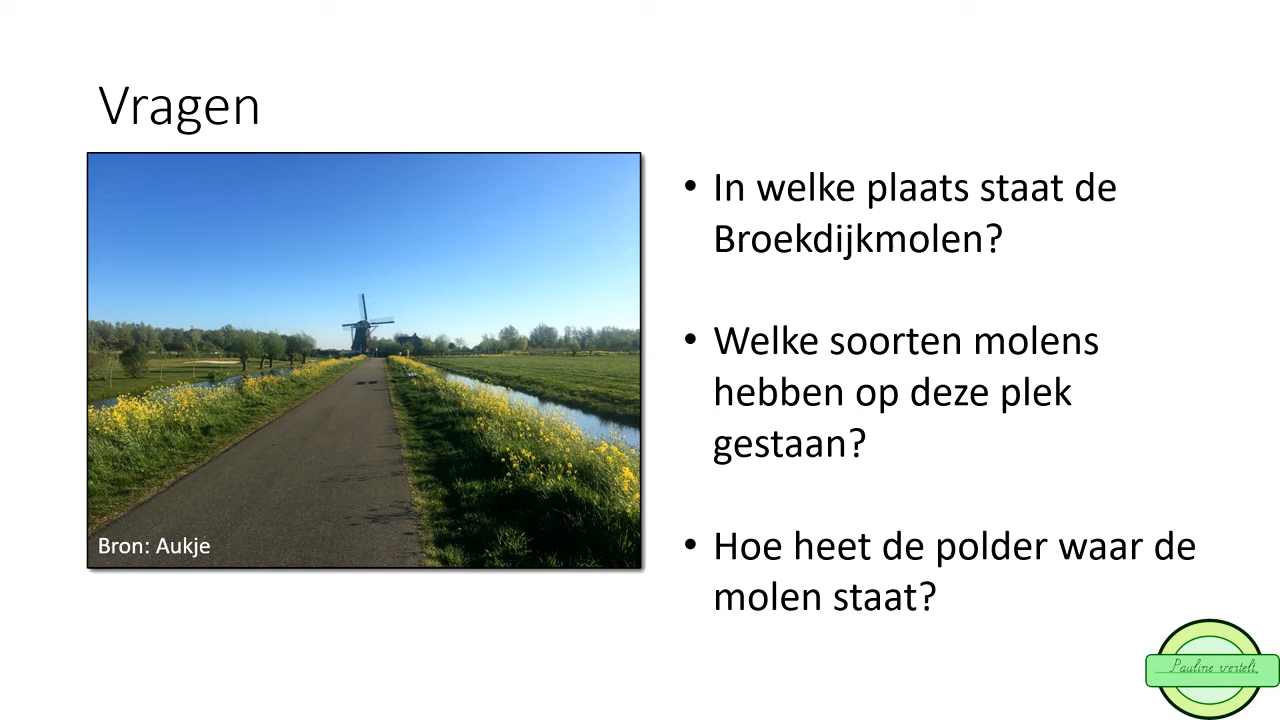 Vragen
• In welke plaats staat de
Broekdijkmolen?
• Welke soorten molens
hebben op deze plek
gestaan?
• Hoe heet de polder waar de
molen staat?
Bron: Aukje
Pauline vertelt